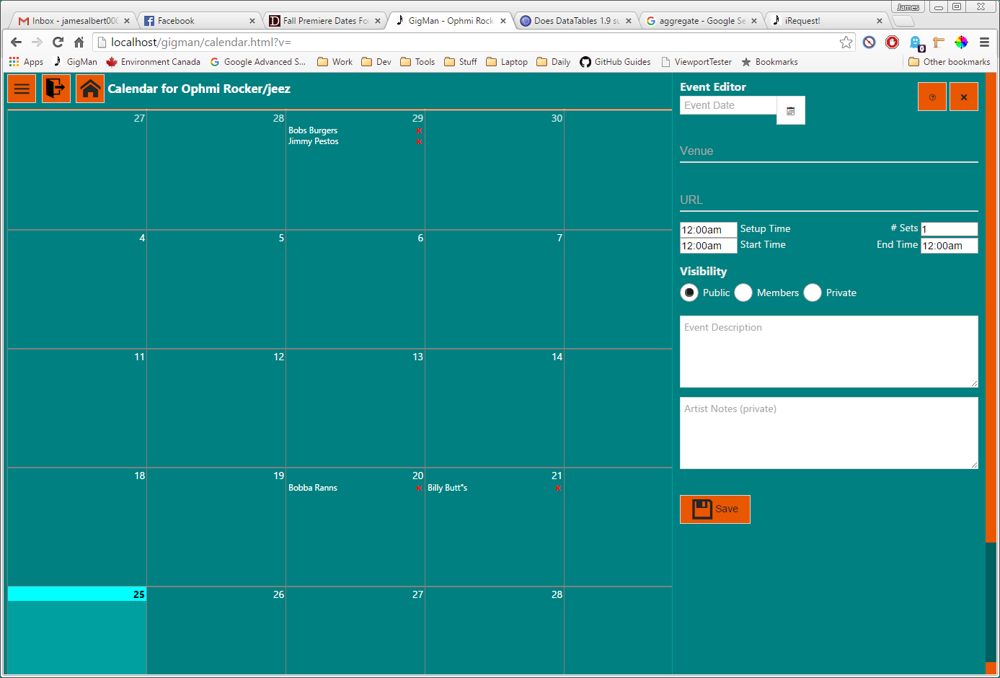 James
Inbox - jamesalbert000
Facebook
Fall Premiere Dates Fo
GigMan - Ophmi Rock
Does DataTables 1.9 su
aggregate - Google Se
iRequest!
localhost/gigman/calendar.html?v=
0
Apps
GigMan
Environment Canada
Google Advanced S...
Work
Dev
Tools
Stuff
Laptop
Daily
GitHub Guides
ViewportTester
Bookmarks
Other bookmarks
Calendar for Ophmi Rocker/jeez
27 28 29 30
Bobs Burgers x
Jimmy Pestos x
4 5 6 7
11 12 13 14
18 19 20 21
Bobba Ranns x Billy Butt"s x
25 26 27 28
Event Editor
Event Date
Venue
URL
12:00am Setup Time # Sets 1
12:00am Start Time End Time 12:00am
Visibility
Public Members Private
Event Description
Artist Notes (private)
Save